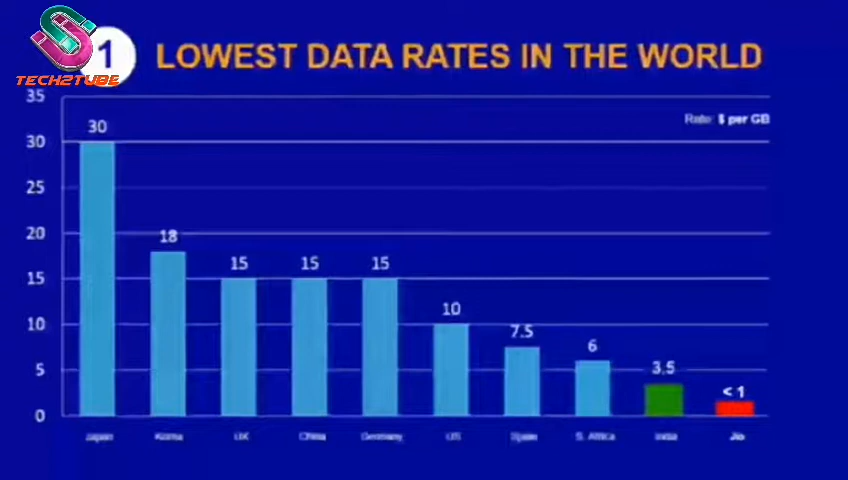 1
LOWEST DATA RATES IN THE WORLD
TECH2TUBE
Rate: $ per GB
35
30
25
20
15
10
5
0
30
18
15
15
15
10
7.5
6
3.5
< 1
Japan
Korea
UK
China
Germany
US
Spain
S. Africa
India
Jio